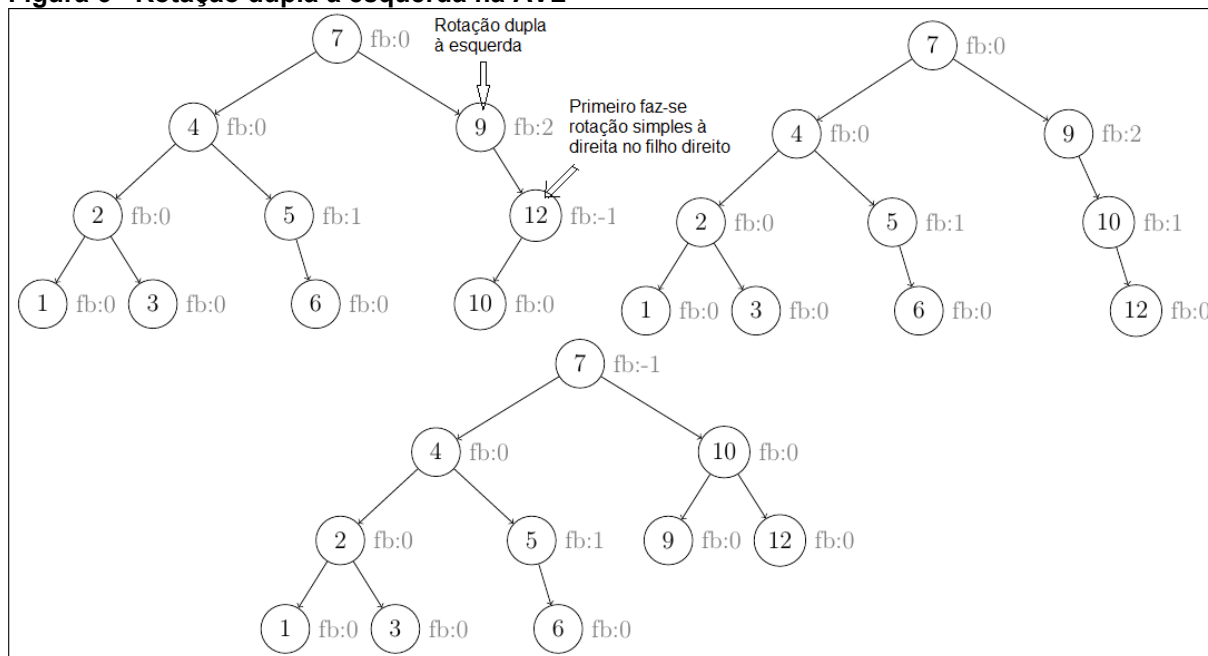 Figura 6 - Rotação dupla à esquerda na AVL
Rotação dupla
à esquerda
7 fb:0
4 fb:0
9 fb:2
Primeiro faz-se
rotação simples à
direita no filho direito
2 fb:0
5 fb:1
12 fb:-1
1 fb:0
3 fb:0
6 fb:0
10 fb:0
7 fb:0
4 fb:0
9 fb:2
2 fb:0
5 fb:1
10 fb:1
1 fb:0
3 fb:0
6 fb:0
12 fb:0
7 fb:-1
4 fb:0
10 fb:0
2 fb:0
5 fb:1
9 fb:0
12 fb:0
1 fb:0
3 fb:0
6 fb:0